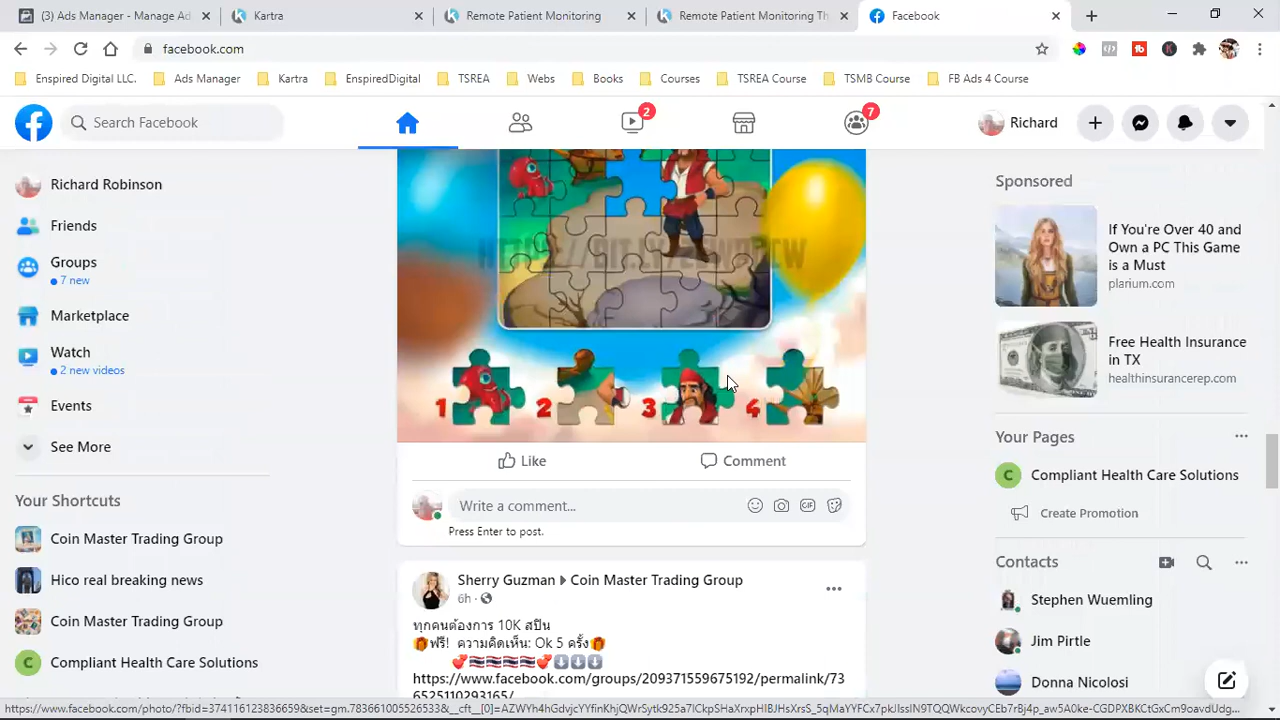 (3) Ads Manager - Manage Ad
Kartra
Remote Patient Monitoring
Remote Patient Monitoring Th
Facebook
facebook.com
Enspired Digital LLC.
Ads Manager
Kartra
EnspiredDigital
TSREA
Webs
Books
Courses
TSREA Course
TSMB Course
FB Ads 4 Course
Search Facebook
2
7
Richard
Richard Robinson
Friends
Groups
7 new
Marketplace
Watch
2 new videos
Events
See More
Your Shortcuts
Coin Master Trading Group
Hico real breaking news
Coin Master Trading Group
Compliant Health Care Solutions
1
2
3
4
Like
Comment
Write a comment...
GIF
Press Enter to post.
Sherry Guzman ▸ Coin Master Trading Group
6h ·
ทุกคนต้องการ 10K สปิน
🎁ฟรี! ความคิดเห็น: Ok 5 ครั้ง🎁
💕🇹🇭🇹🇭🇹🇭🇹🇭💕⬇⬇⬇
https://www.facebook.com/groups/209371559675192/permalink/73
6525110293165/
Sponsored
If You're Over 40 and
Own a PC This Game
is a Must
plarium.com
Free Health Insurance
in TX
healthinsurancerep.com
Your Pages
Compliant Health Care Solutions
Create Promotion
Contacts
Stephen Wuemling
Jim Pirtle
Donna Nicolosi